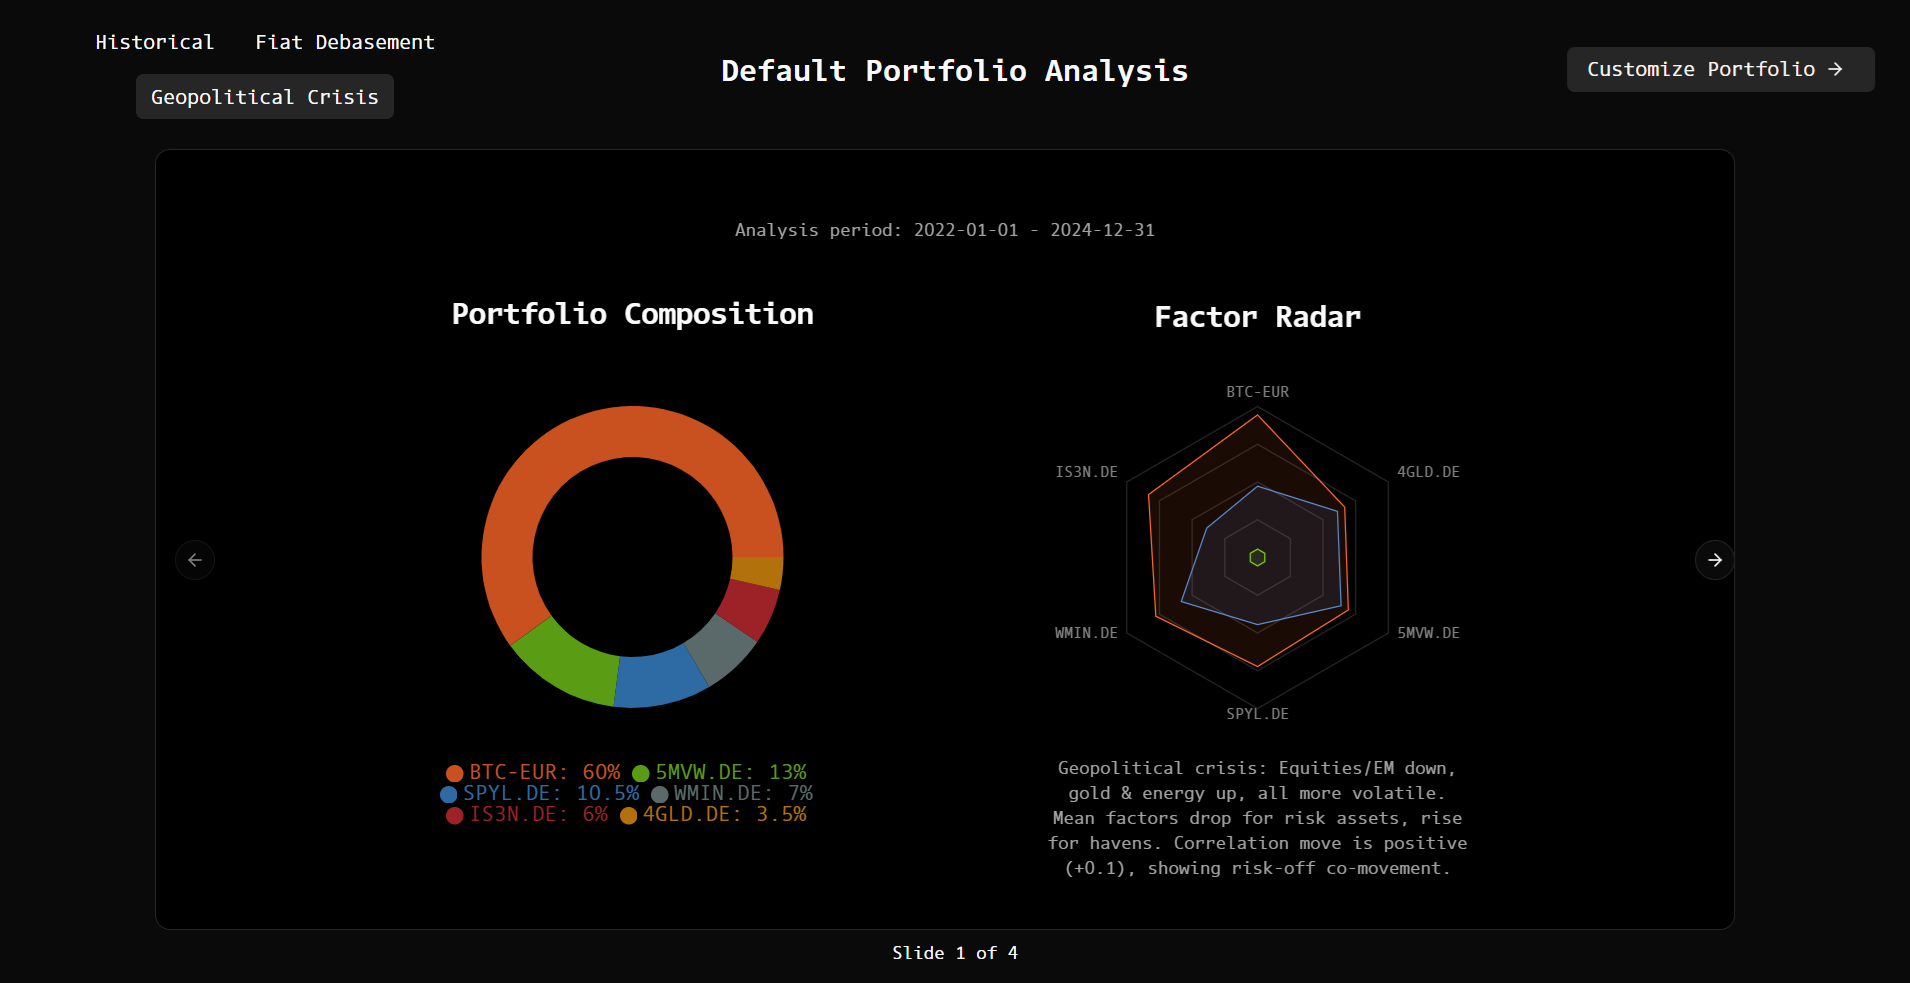 Historical Fiat Debasement
Geopolitical Crisis
Default Portfolio Analysis
Customize Portfolio →
Analysis period: 2022-01-01 - 2024-12-31
Portfolio Composition
BTC-EUR: 60% 5MVW.DE: 13%
SPYL.DE: 10.5% WMIN.DE: 7%
IS3N.DE: 6% 4GLD.DE: 3.5%
Factor Radar
BTC-EUR
IS3N.DE 4GLD.DE
WMIN.DE 5MVW.DE
SPYL.DE
Geopolitical crisis: Equities/EM down,
gold & energy up, all more volatile.
Mean factors drop for risk assets, rise
for havens. Correlation move is positive
(+0.1), showing risk-off co-movement.
Slide 1 of 4